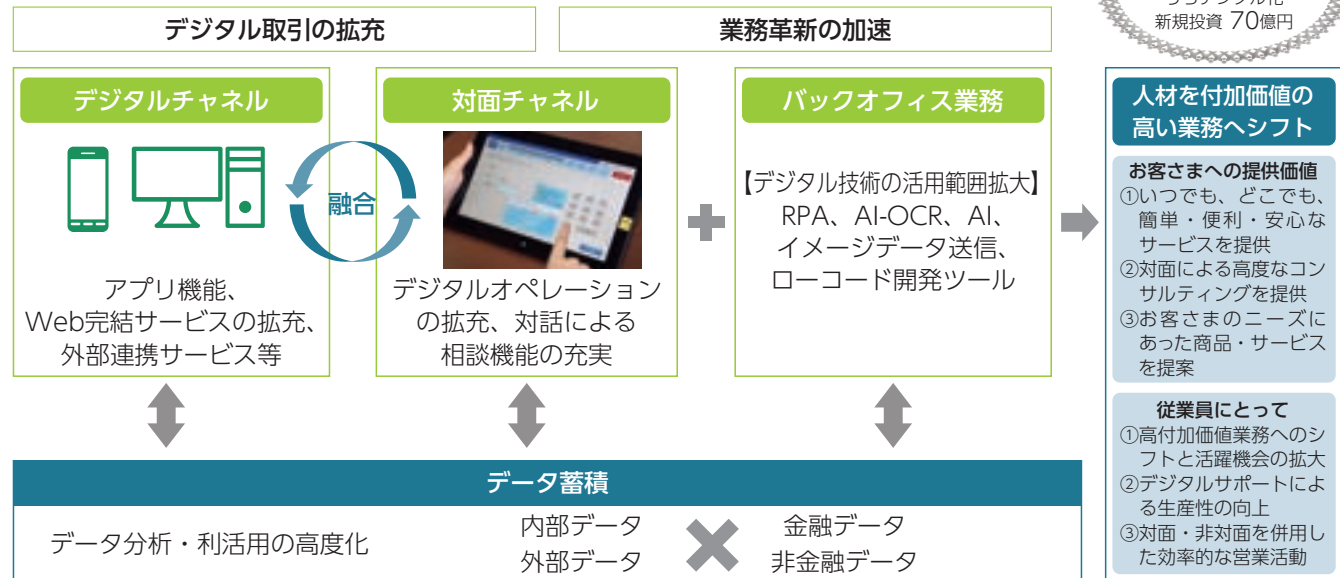 デジタル取引の拡充
業務革新の加速
新規投資 70億円
デジタルチャネル
融合
アプリ機能、
Web完結サービスの拡充、
外部連携サービス等
対面チャネル
デジタルオペレーション
の拡充、対話による
相談機能の充実
バックオフィス業務
【デジタル技術の活用範囲拡大】
RPA、AI-OCR、AI、
イメージデータ送信、
ローコード開発ツール
人材を付加価値の
高い業務へシフト
お客さまへの提供価値
①いつでも、どこでも、
簡単・便利・安心な
サービスを提供
②対面による高度なコン
サルティングを提供
③お客さまのニーズに
あった商品・サービス
を提案
従業員にとって
①高付加価値業務へのシ
フトと活躍機会の拡大
②デジタルサポートによ
る生産性の向上
③対面・非対面を併用し
た効率的な営業活動
データ蓄積
データ分析・利活用の高度化
内部データ
外部データ
金融データ
非金融データ